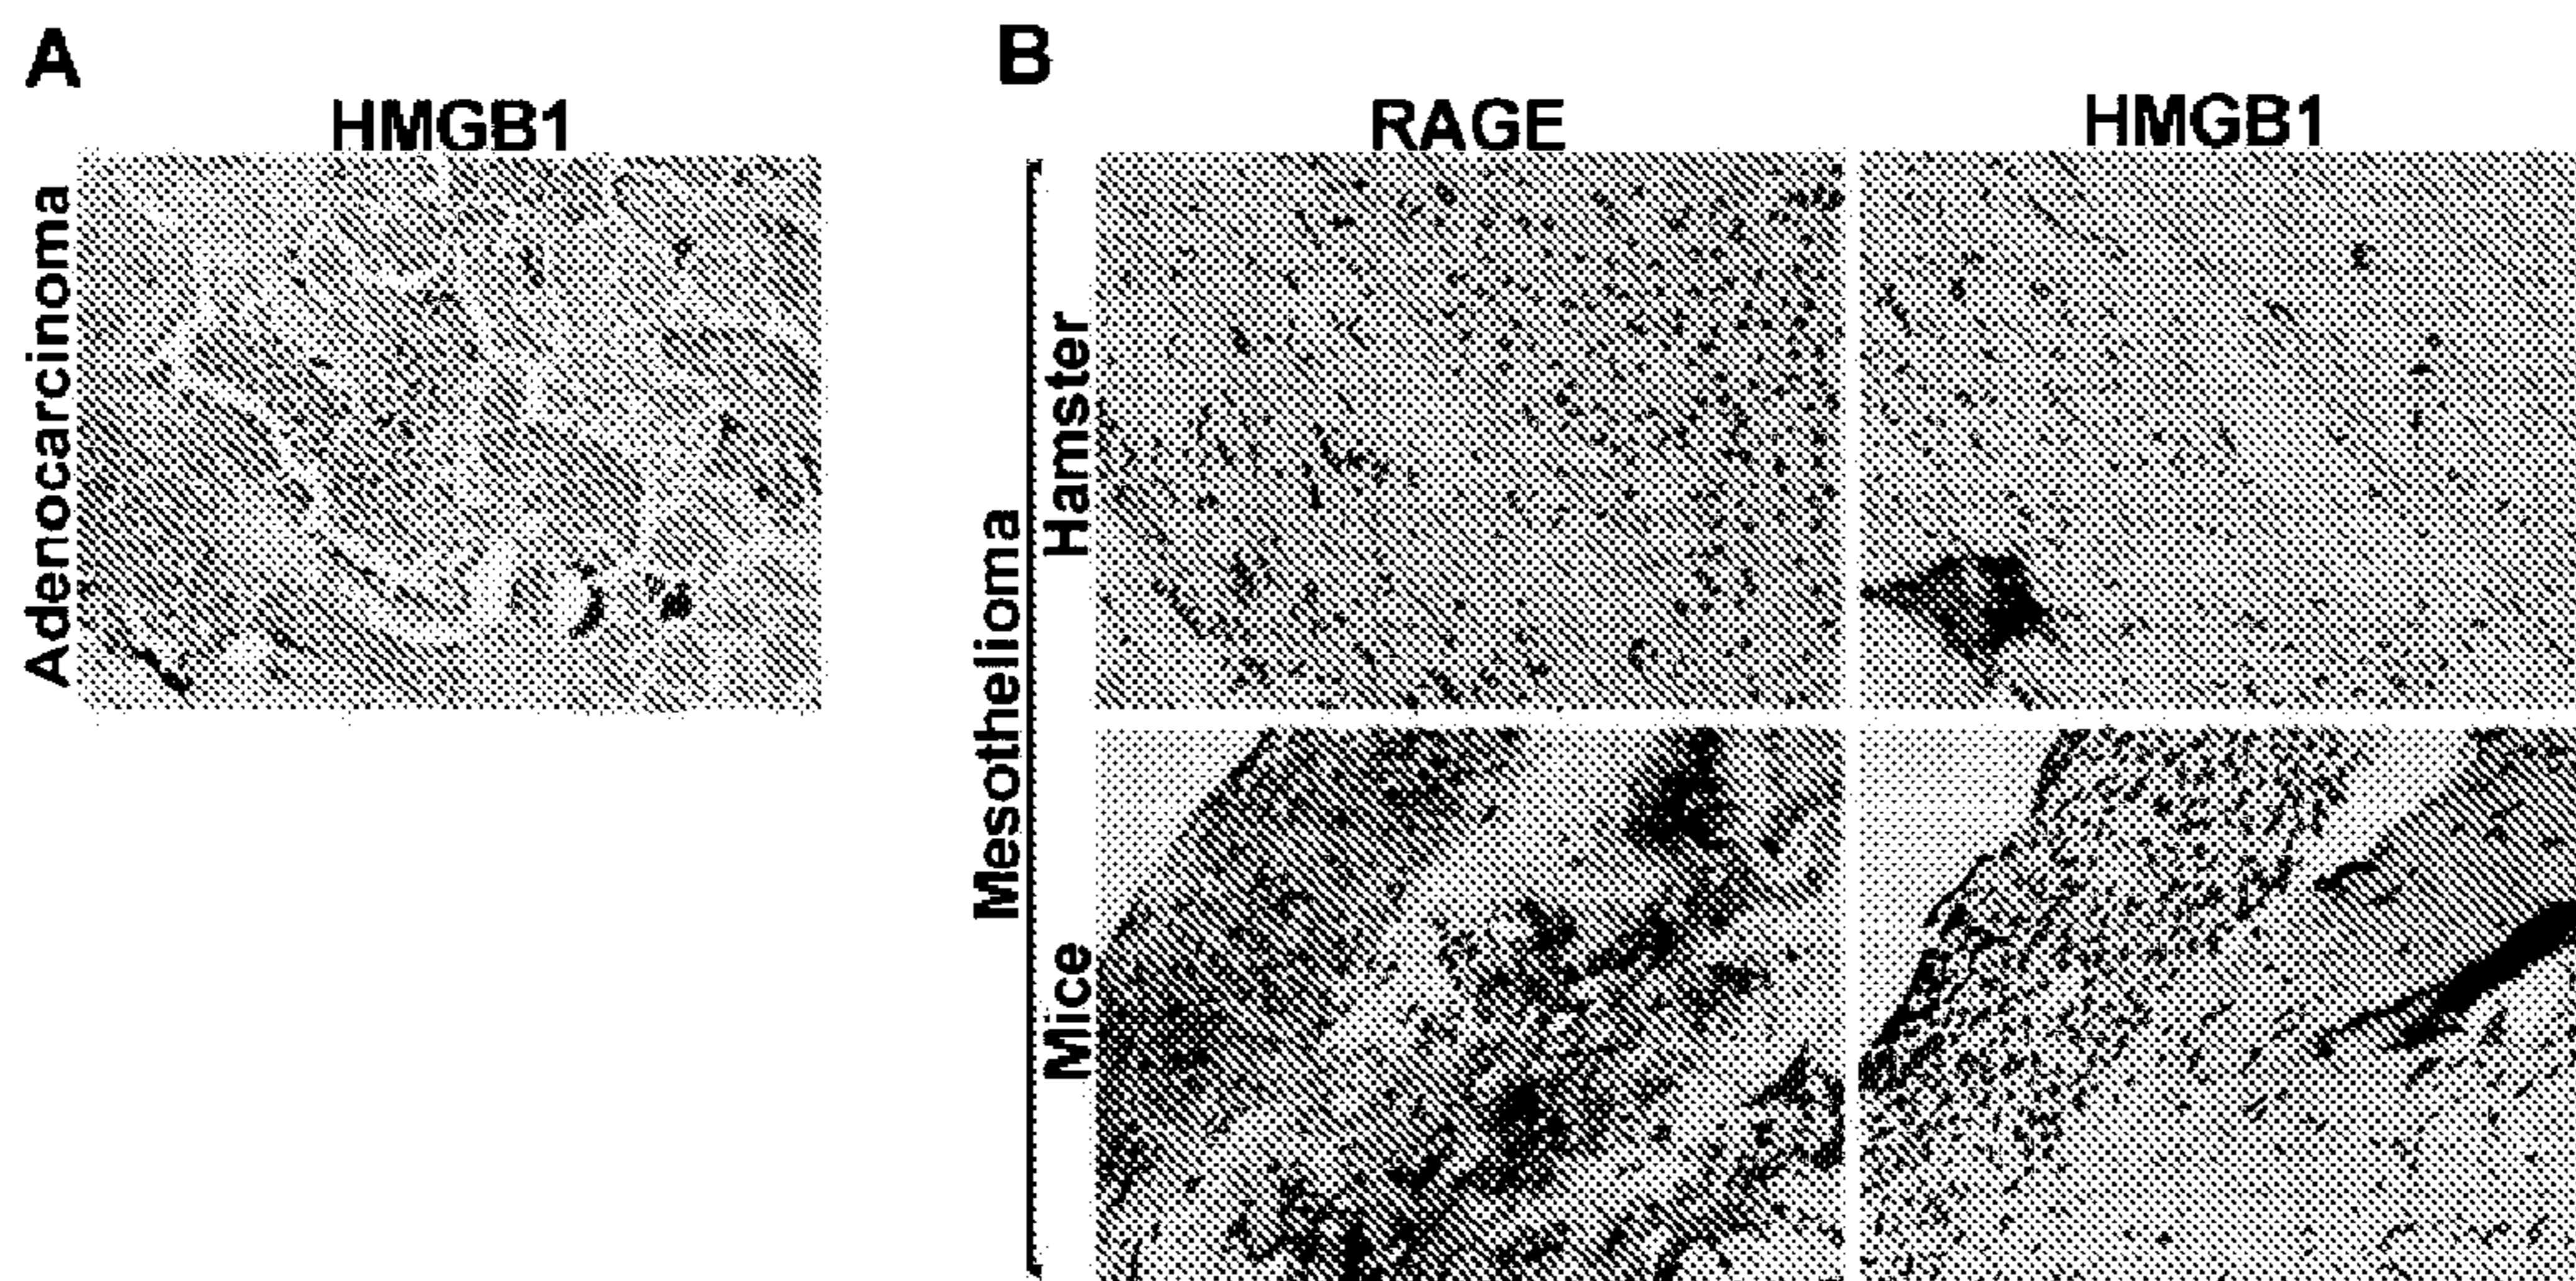 A
HMGB1
Adenocarcinoma
B
RAGE
HMGB1
Mesothelioma
Hamster
Mice